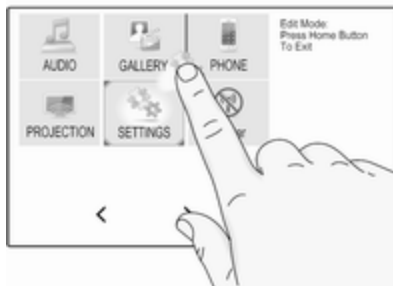 AUDIO
GALLERY
PHONE
Edit Mode:
Press Home Button
To Exit
PROJECTION
SETTINGS